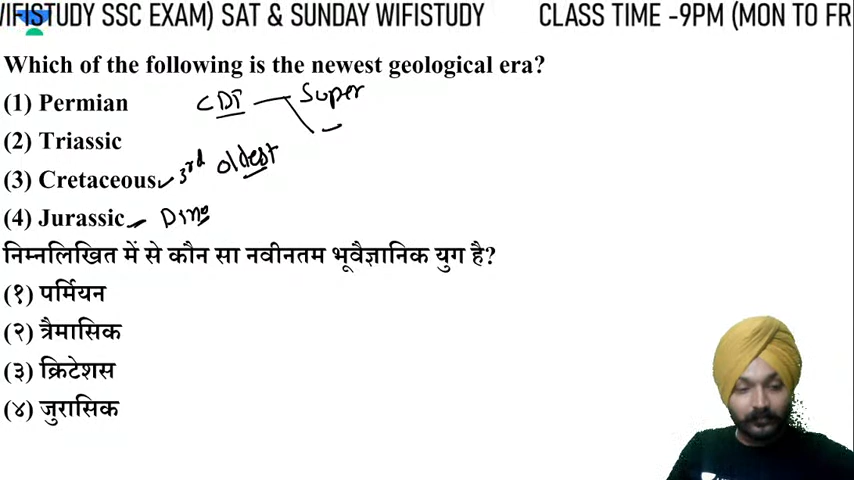 WIFISTUDY SSC EXAM) SAT & SUNDAY WIFISTUDY CLASS TIME -9PM (MON TO FR
Which of the following is the newest geological era?
(1) Permian CDT Super
(2) Triassic
(3) Cretaceous 3rd oldest
(4) Jurassic Dino
निम्नलिखित में से कौन सा नवीनतम भूवैज्ञानिक युग है?
(१) पर्मियन
(२) त्रैमासिक
(३) क्रिटेशस
(४) जुरासिक